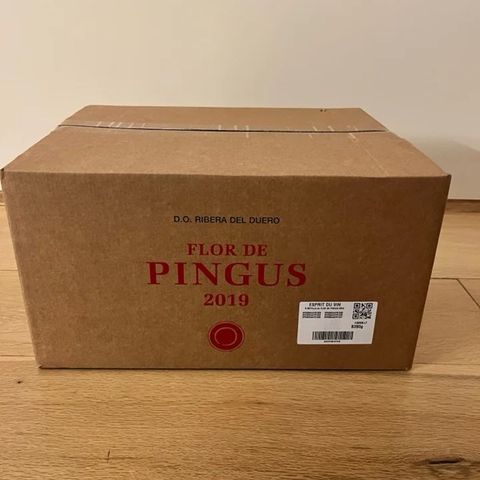 D.O. RIBERA DEL DUERO
FLOR DE
PINGUS
2019
ESPRIT DU VIN